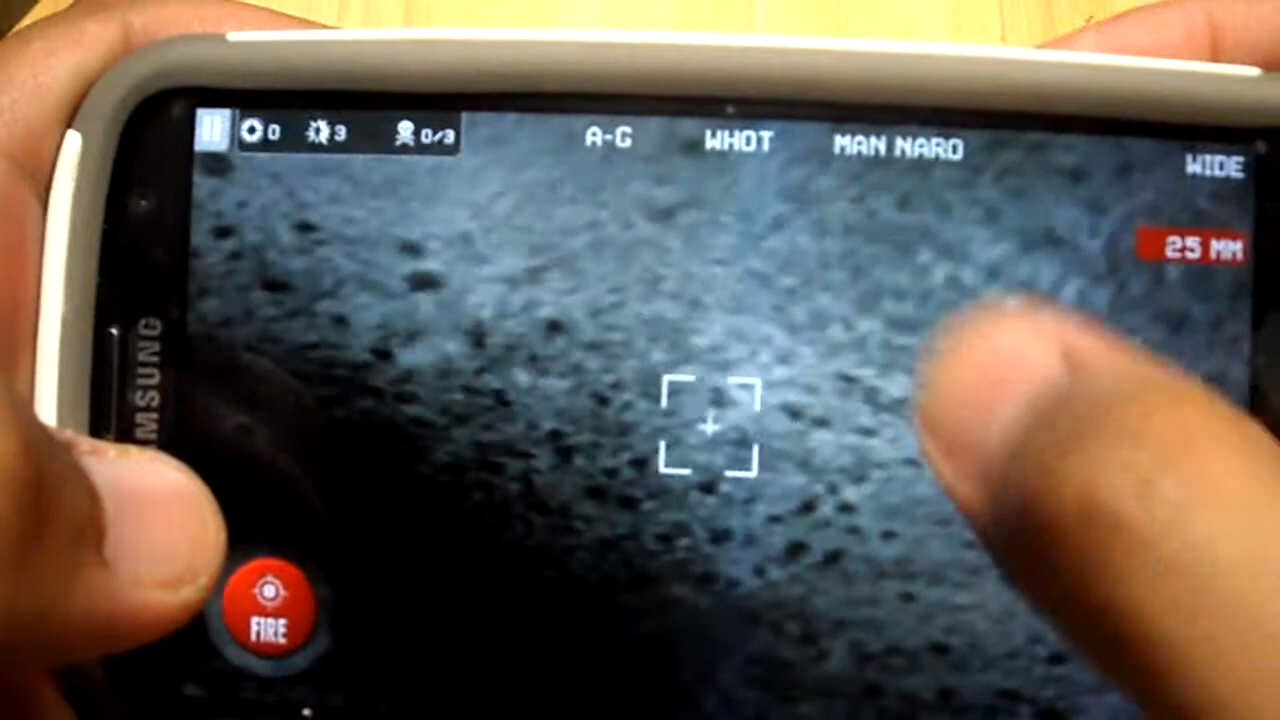 0 3 0/3
A-G WHOT MAN NARO
WIDE
25 MM
SAMSUNG
FIRE